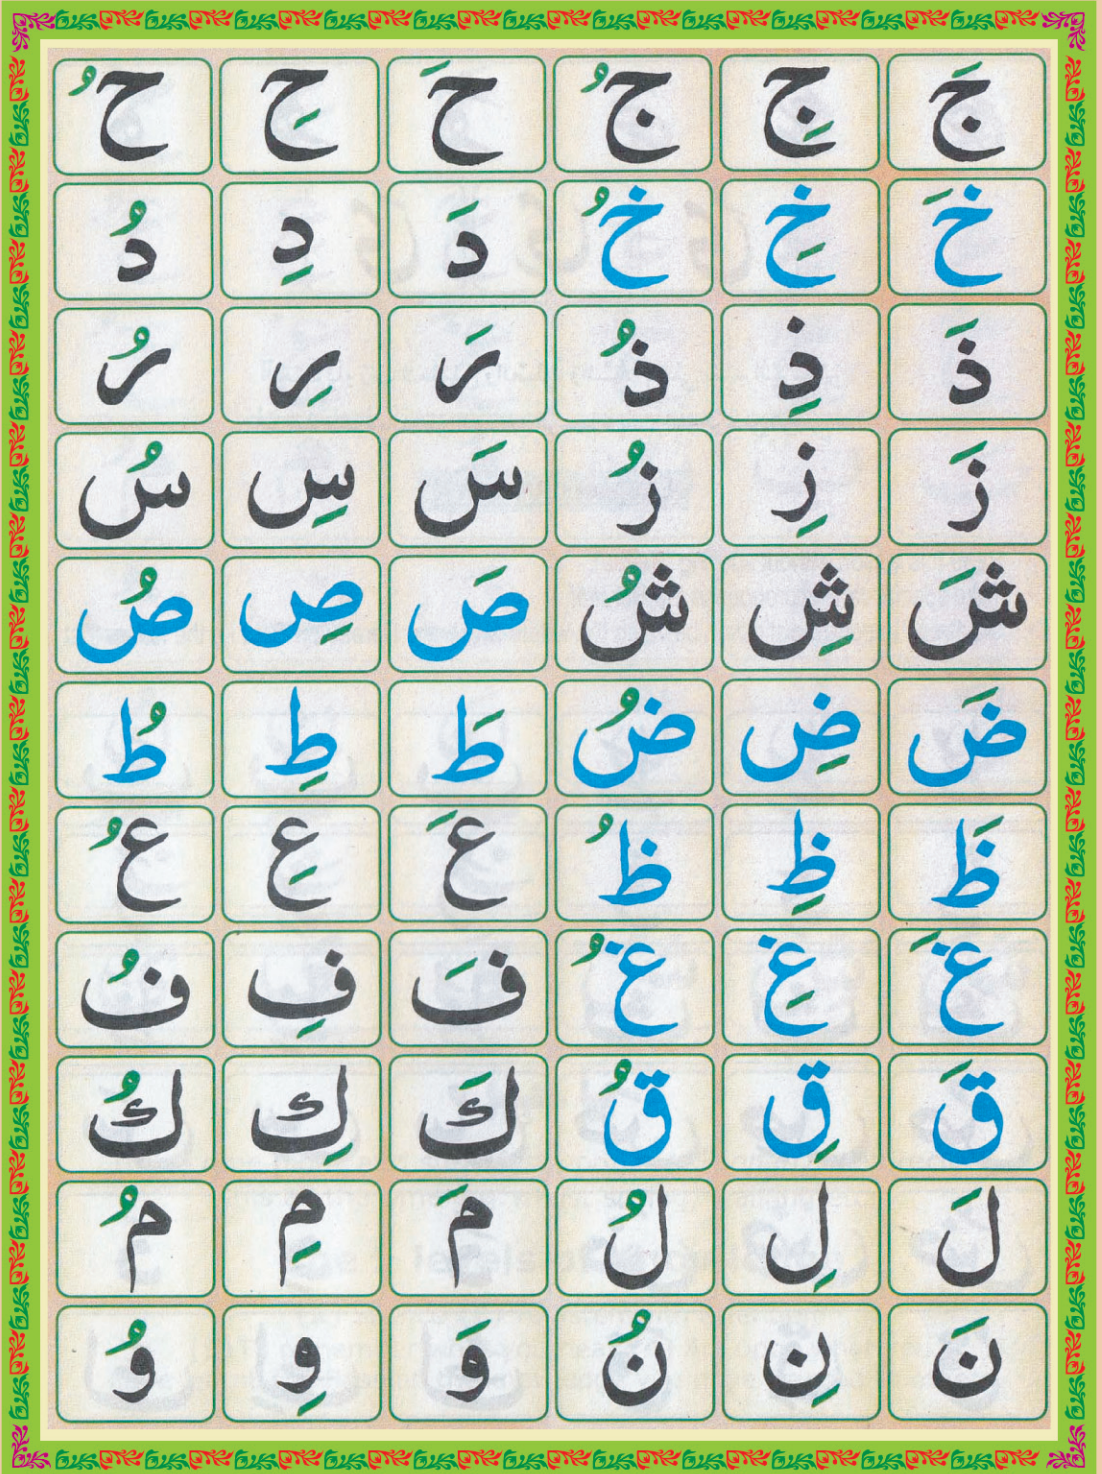 جَ جِ جُ حَ حِ حُ
خَ خِ خُ دَ دِ دُ
ذَ ذِ ذُ رَ رِ رُ
زَ زِ زُ سَ سِ سُ
شَ شِ شُ صَ صِ صُ
ضَ ضِ ضُ طَ طِ طُ
ظَ ظِ ظُ عَ عِ عُ
غَ غِ غُ فَ فِ فُ
قَ قِ قُ كَ كِ كُ
لَ لِ لُ مَ مِ مُ
نَ نِ نُ وَ وِ وُ